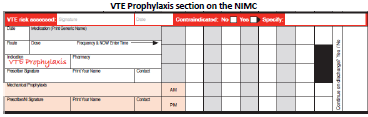 VTE Prophylaxis section on the NIMC
VTE risk assessed: Signature Date Contraindicated: No Yes Specify:
Date Medication (Print Generic Name)
Route Dose Frequency & NOW Enter Time
Indication Pharmacy
VTE Prophylaxis
Prescriber Signature Print Your Name Contact
Mechanical Prophylaxis AM
Prescriber/NI Signature Print Your Name Contact PM
Continue on discharge? Yes / No